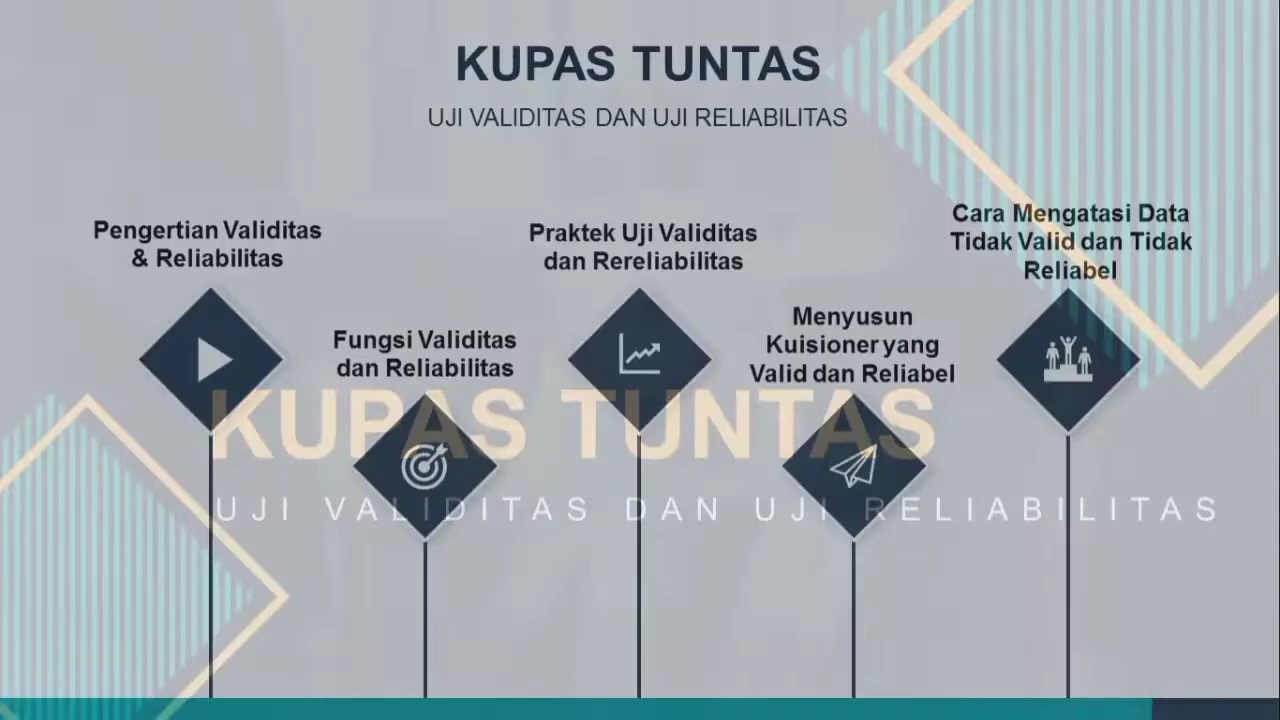 KUPAS TUNTAS
UJI VALIDITAS DAN UJI RELIABILITAS
Pengertian Validitas
& Reliabilitas
Fungsi Validitas
dan Reliabilitas
Praktek Uji Validitas
dan Rereliabilitas
Menyusun
Kuisioner yang
Valid dan Reliabel
Cara Mengatasi Data
Tidak Valid dan Tidak
Reliabel
KUPAS TUNTAS
UJI VALIDITAS DAN UJI RELIABILITAS